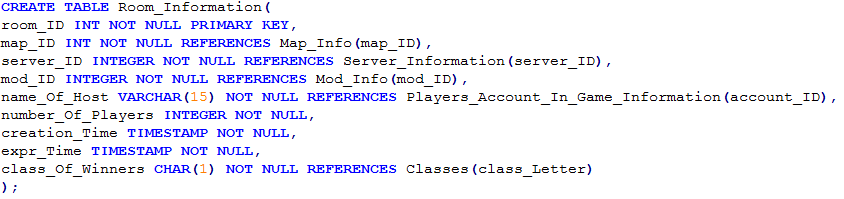 CREATE TABLE Room_Information(
room_ID INT NOT NULL PRIMARY KEY,
map_ID INT NOT NULL REFERENCES Map_Info(map_ID),
server_ID INTEGER NOT NULL REFERENCES Server_Information(server_ID),
mod_ID INTEGER NOT NULL REFERENCES Mod_Info(mod_ID),
name_Of_Host VARCHAR(15) NOT NULL REFERENCES Players_Account_In_Game_Information(account_ID),
number_Of_Players INTEGER NOT NULL,
creation_Time TIMESTAMP NOT NULL,
expr_Time TIMESTAMP NOT NULL,
class_Of_Winners CHAR(1) NOT NULL REFERENCES Classes(class_Letter)
);